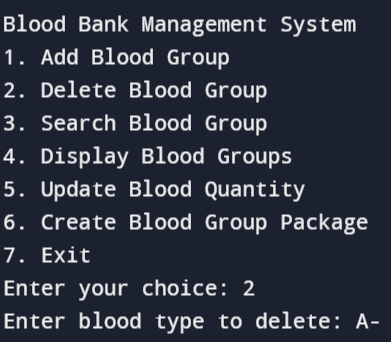 Blood Bank Management System
1. Add Blood Group
2. Delete Blood Group
3. Search Blood Group
4. Display Blood Groups
5. Update Blood Quantity
6. Create Blood Group Package
7. Exit
Enter your choice: 2
Enter blood type to delete: A-